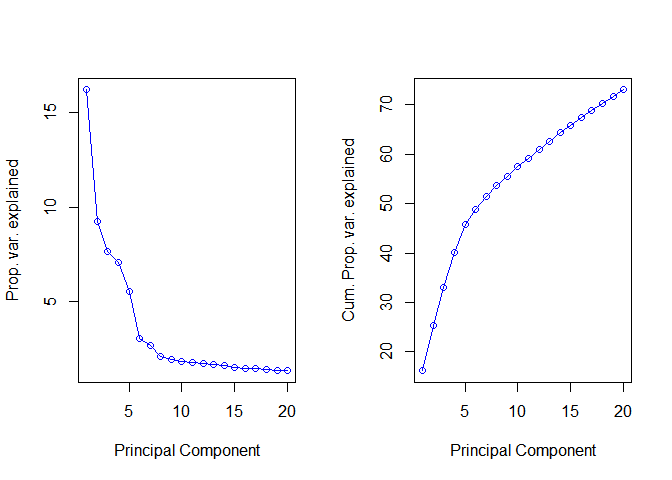 Prop. var. explained
15
10
5
5 10 15 20
Principal Component
Cum. Prop. var. explained
70
60
50
40
30
20
5 10 15 20
Principal Component